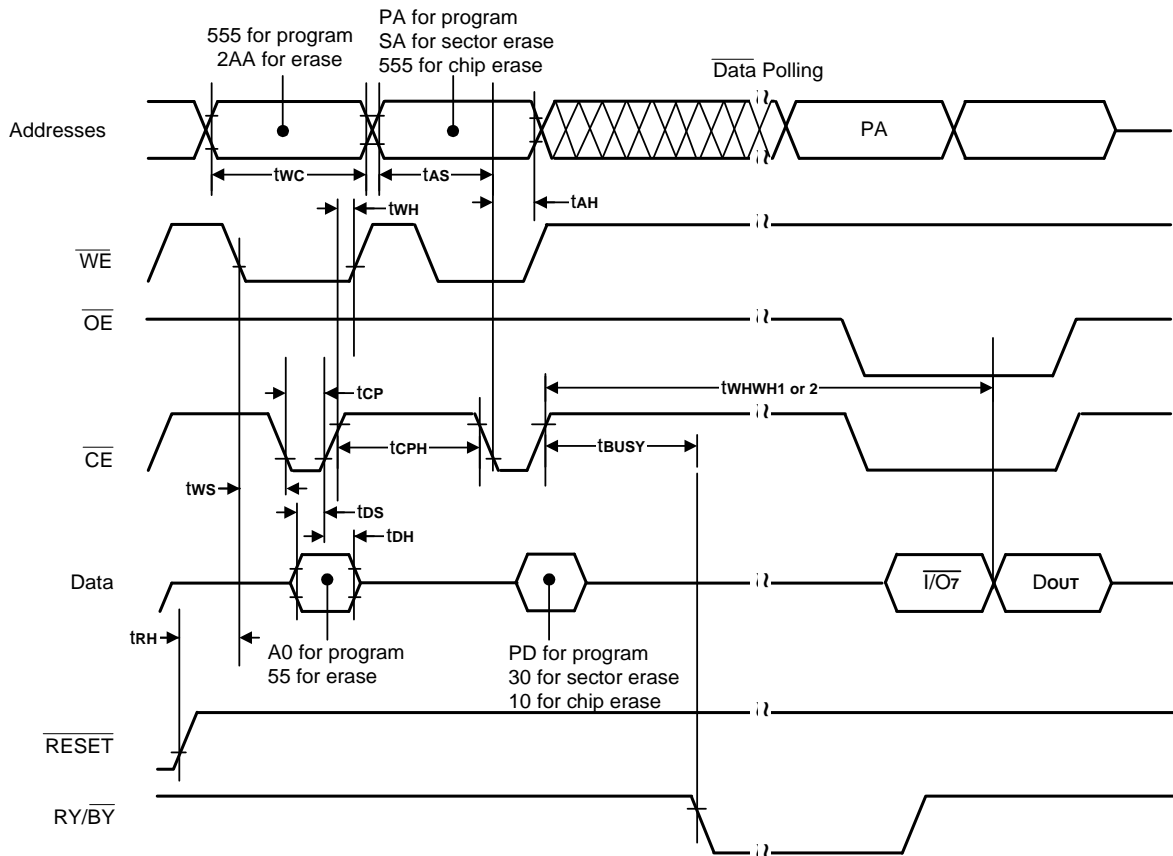 555 for program
2AA for erase
PA for program
SA for sector erase
555 for chip erase
Data Polling
Addresses
PA
tWC
tAS
tAH
tWH
WE
OE
tWHWH1 or 2
tCP
CE
tCPH
tBUSY
tWS
tDS
tDH
Data
I/O7
DOUT
tRH
A0 for program
55 for erase
PD for program
30 for sector erase
10 for chip erase
RESET
RY/BY